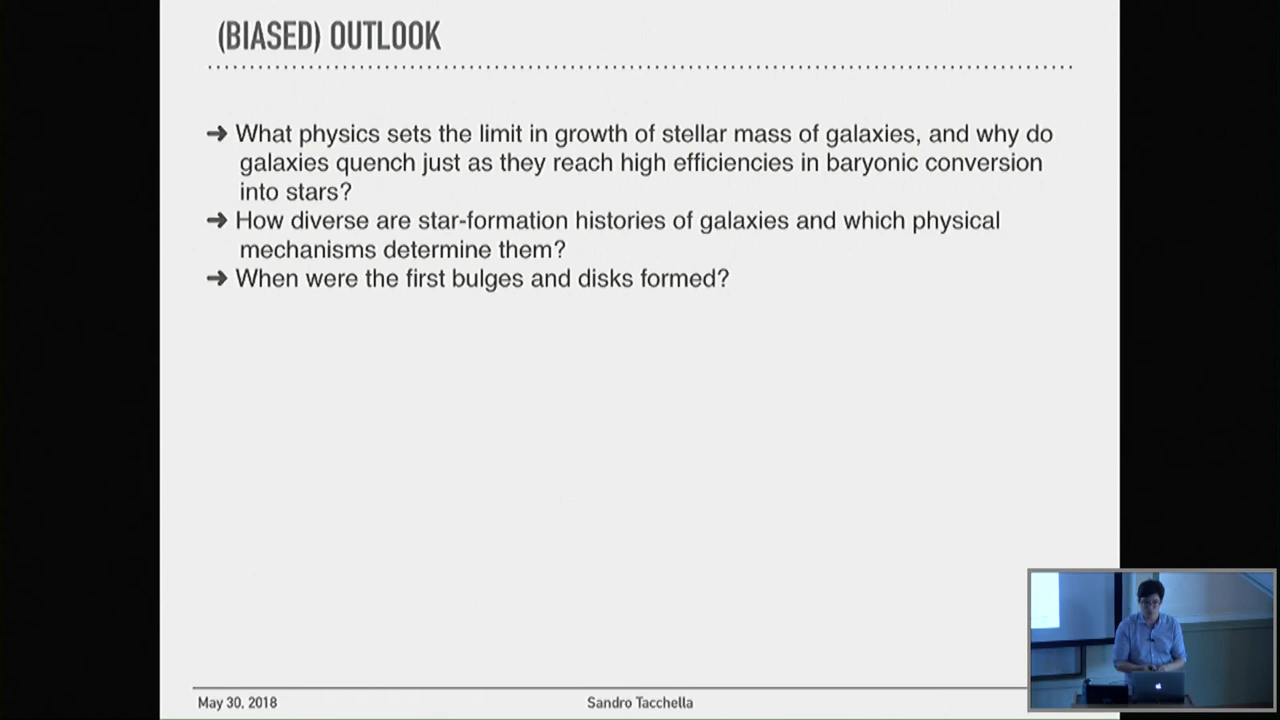 (BIASED) OUTLOOK
➜ What physics sets the limit in growth of stellar mass of galaxies, and why do
galaxies quench just as they reach high efficiencies in baryonic conversion
into stars?
➜ How diverse are star-formation histories of galaxies and which physical
mechanisms determine them?
➜ When were the first bulges and disks formed?
May 30, 2018
Sandro Tacchella